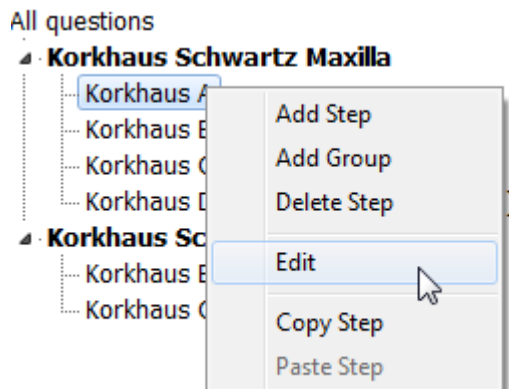 All questions
Korkhaus Schwartz Maxilla
Korkhaus A
Korkhaus
Korkhaus
Korkhaus
Korkhaus
Korkhaus
Korkhaus
Add Step
Add Group
Delete Step
Edit
Copy Step
Paste Step